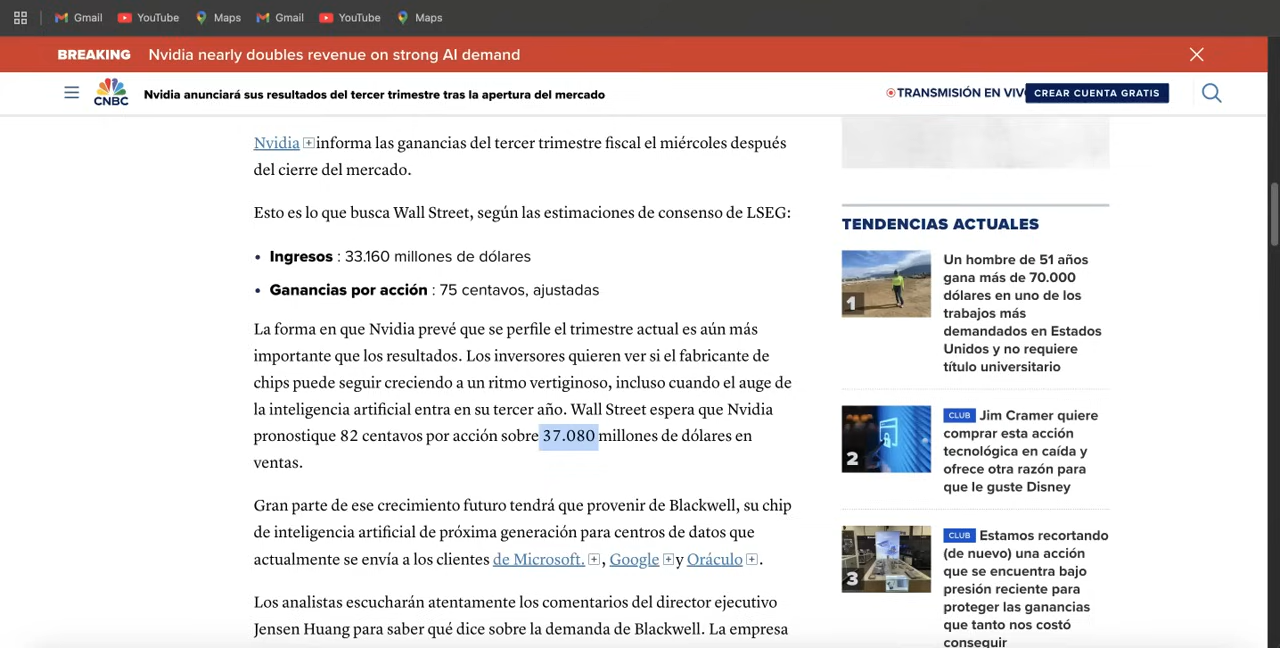 Gmail YouTube Maps Gmail YouTube Maps
BREAKING Nvidia nearly doubles revenue on strong AI demand
CNBC Nvidia anunciará sus resultados del tercer trimestre tras la apertura del mercado TRANSMISIÓN EN VIVO CREAR CUENTA GRATIS
Nvidia informa las ganancias del tercer trimestre fiscal el miércoles después
del cierre del mercado.
Esto es lo que busca Wall Street, según las estimaciones de consenso de LSEG:
• Ingresos : 33.160 millones de dólares
• Ganancias por acción : 75 centavos, ajustadas
La forma en que Nvidia prevé que se perfile el trimestre actual es aún más
importante que los resultados. Los inversores quieren ver si el fabricante de
chips puede seguir creciendo a un ritmo vertiginoso, incluso cuando el auge de
la inteligencia artificial entra en su tercer año. Wall Street espera que Nvidia
pronostique 82 centavos por acción sobre 37.080 millones de dólares en
ventas.
Gran parte de ese crecimiento futuro tendrá que provenir de Blackwell, su chip
de inteligencia artificial de próxima generación para centros de datos que
actualmente se envía a los clientes de Microsoft. , Google y Oráculo .
Los analistas escucharán atentamente los comentarios del director ejecutivo
Jensen Huang para saber qué dice sobre la demanda de Blackwell. La empresa
TENDENCIAS ACTUALES
1
Un hombre de 51 años
gana más de 70.000
dólares en uno de los
trabajos más
demandados en Estados
Unidos y no requiere
título universitario
2
CLUB Jim Cramer quiere
comprar esta acción
tecnológica en caída y
ofrece otra razón para
que le guste Disney
3
CLUB Estamos recortando
(de nuevo) una acción
que se encuentra bajo
presión reciente para
proteger las ganancias
que tanto nos costó
conseguir